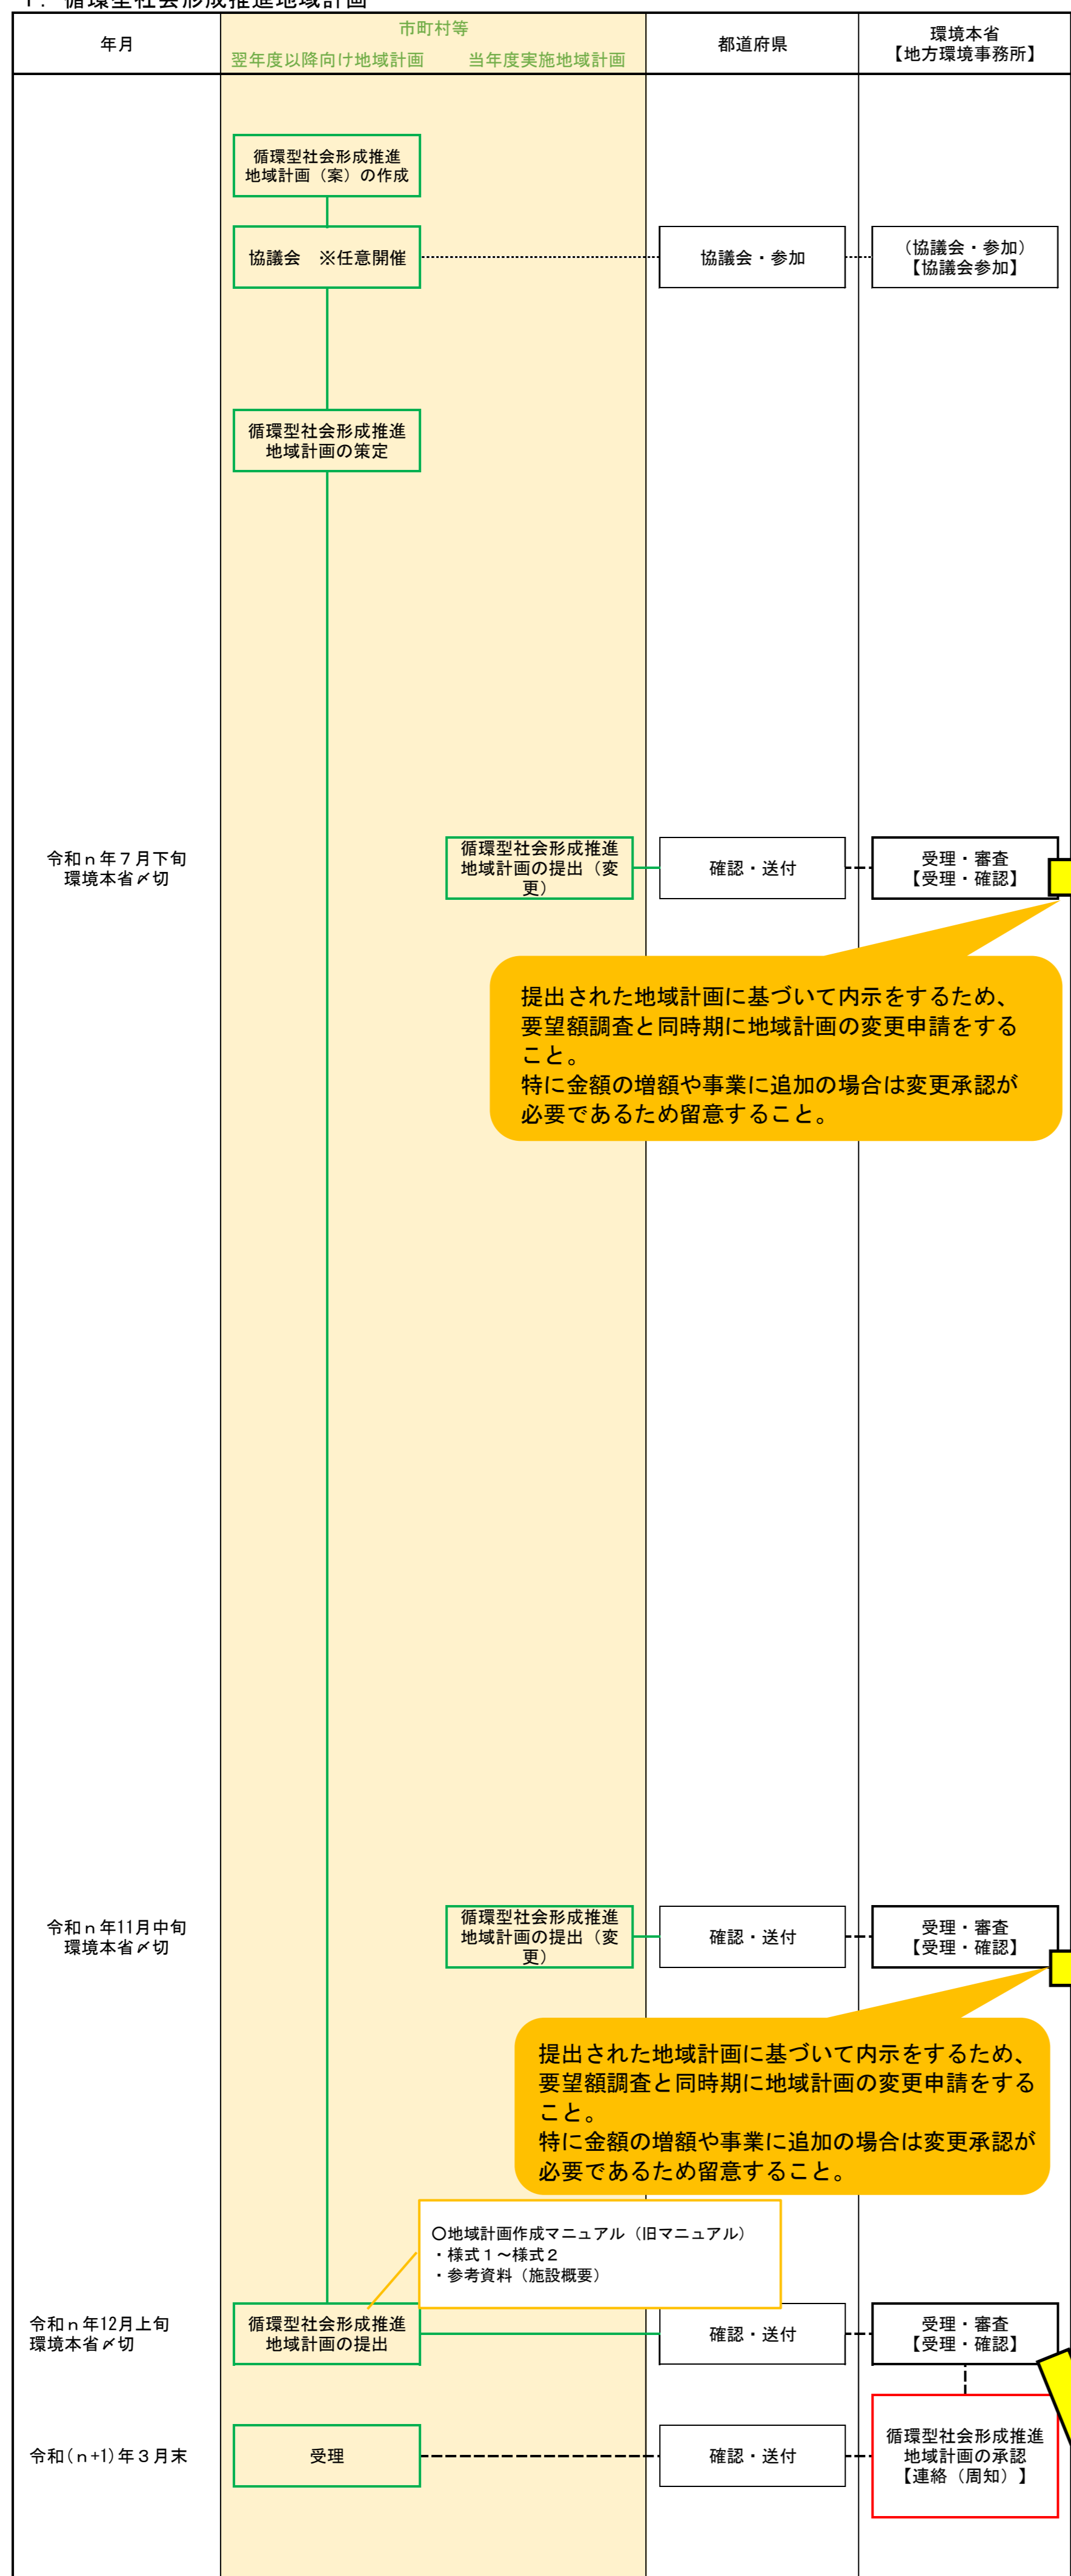 1．循環型社会形成推進地域計画
年月
市町村等
翌年度以降向け地域計画
当年度実施地域計画
都道府県
環境本省
【地方環境事務所】
循環型社会形成推進
地域計画（案）の作成
協議会　※任意開催
協議会・参加
（協議会・参加）
【協議会参加】
循環型社会形成推進
地域計画の策定
令和ｎ年７月下旬
環境本省〆切
循環型社会形成推進
地域計画の提出（変
更）
確認・送付
受理・審査
【受理・確認】
提出された地域計画に基づいて内示をするため、
要望額調査と同時期に地域計画の変更申請をする
こと。
特に金額の増額や事業に追加の場合は変更承認が
必要であるため留意すること。
令和ｎ年11月中旬
環境本省〆切
循環型社会形成推進
地域計画の提出（変
更）
確認・送付
受理・審査
【受理・確認】
提出された地域計画に基づいて内示をするため、
要望額調査と同時期に地域計画の変更申請をする
こと。
特に金額の増額や事業に追加の場合は変更承認が
必要であるため留意すること。
〇地域計画作成マニュアル（旧マニュアル）
・様式１～様式２
・参考資料（施設概要）
令和ｎ年12月上旬
環境本省〆切
循環型社会形成推進
地域計画の提出
確認・送付
受理・審査
【受理・確認】
令和(ｎ+1)年３月末
受理
確認・送付
循環型社会形成推進
地域計画の承認
【連絡（周知）】